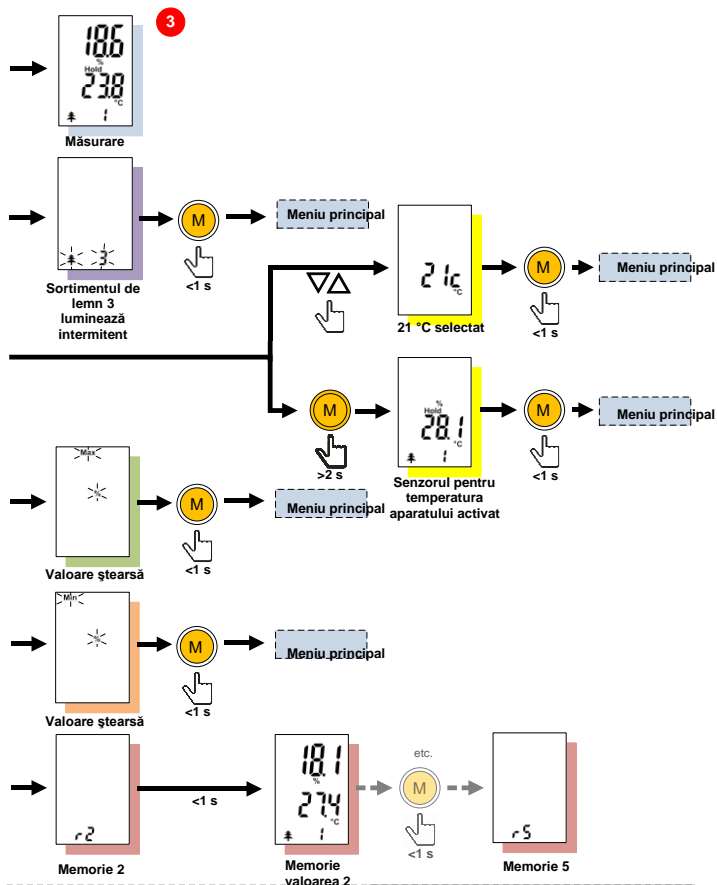 3
18.6
%
Hold
23.8
°C
1
Măsurare
3
M
<1 s
Meniu principal
Sortimentul de
lemn 3
luminează
intermitent
21c
°C
21 °C selectat
M
<1 s
Meniu principal
M
>2 s
%
Hold
28.1
1
Senzorul pentru
temperatura
aparatului activat
M
<1 s
Meniu principal
Max
%
Valoare ştearsă
M
<1 s
Meniu principal
Min
%
Valoare ştearsă
M
<1 s
Meniu principal
r2
Memorie 2
<1 s
18.1
%
27.4
°C
1
Memorie
valoarea 2
etc.
M
<1 s
r5
Memorie 5